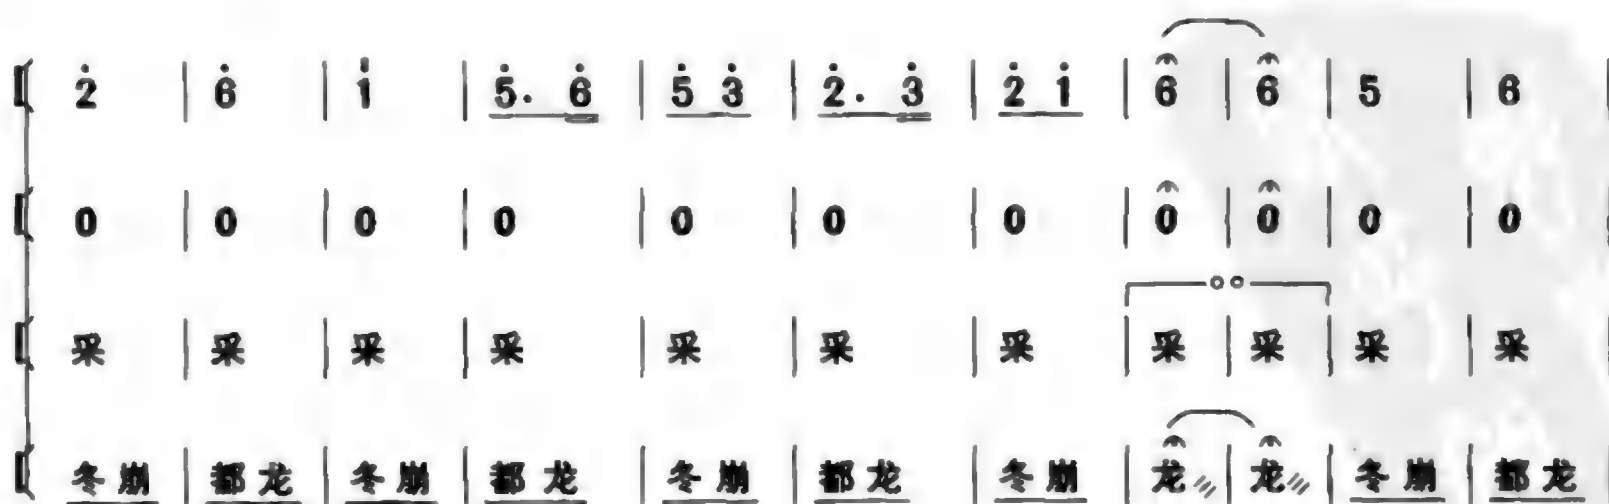 2̇ | 6̇ | 1̇ | 5̇. 6̇ | 5̇ 3̇ | 2̇. 3̇ | 2̇ 1̇ | 6 | 6 | 5 | 6
0 | 0 | 0 | 0 | 0 | 0 | 0 | 0 | 0 | 0 | 0
采 | 采 | 采 | 采 | 采 | 采 | 采 | 采 | 采 | 采 | 采
冬崩 | 都龙 | 冬崩 | 都龙 | 冬崩 | 都龙 | 冬崩 | 龙 | 龙 | 冬崩 | 都龙